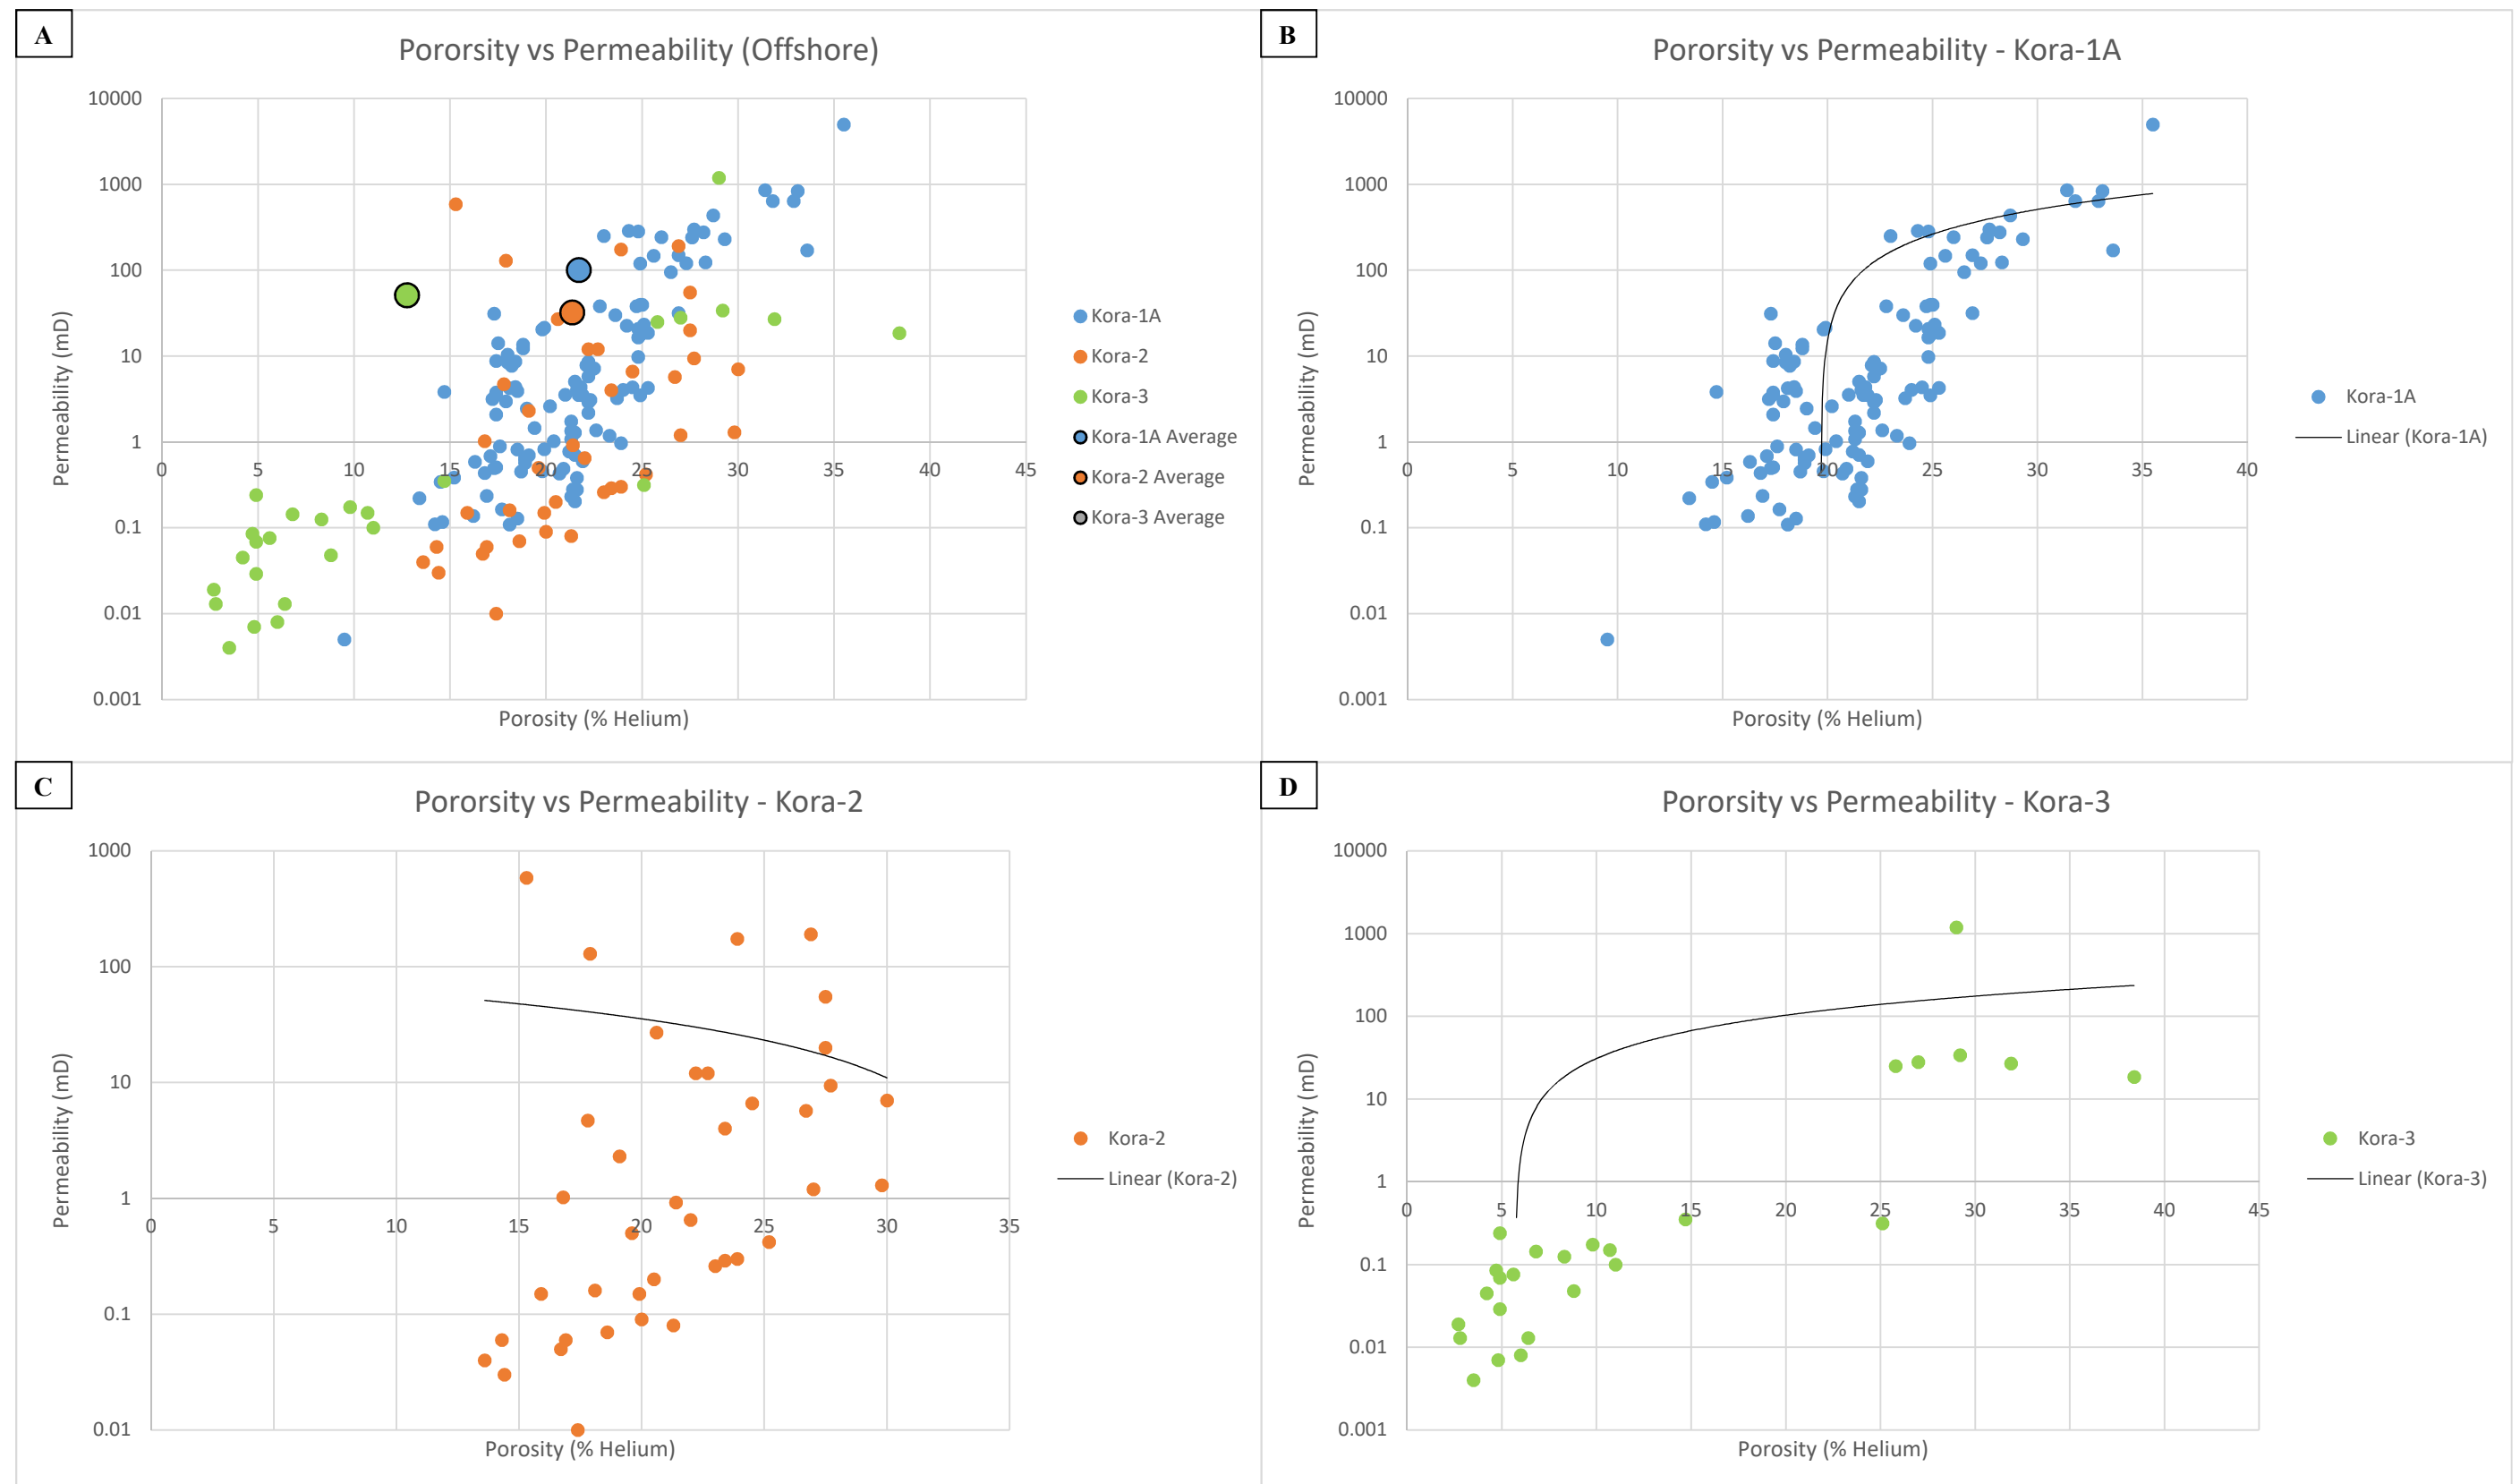 A
Pororsity vs Permeability (Offshore)
10000
1000
100
10
1
0.1
0.01
0.001
0 5 10 15 20 25 30 35 40 45
Permeability (mD)
Porosity (% Helium)
Kora-1A
Kora-2
Kora-3
Kora-1A Average
Kora-2 Average
Kora-3 Average
B
Pororsity vs Permeability - Kora-1A
10000
1000
100
10
1
0.1
0.01
0.001
0 5 10 15 20 25 30 35 40
Permeability (mD)
Porosity (% Helium)
Kora-1A
Linear (Kora-1A)
C
Pororsity vs Permeability - Kora-2
1000
100
10
1
0.1
0.01
0 5 10 15 20 25 30 35
Permeability (mD)
Porosity (% Helium)
Kora-2
Linear (Kora-2)
D
Pororsity vs Permeability - Kora-3
10000
1000
100
10
1
0.1
0.01
0.001
0 5 10 15 20 25 30 35 40 45
Permeability (mD)
Porosity (% Helium)
Kora-3
Linear (Kora-3)